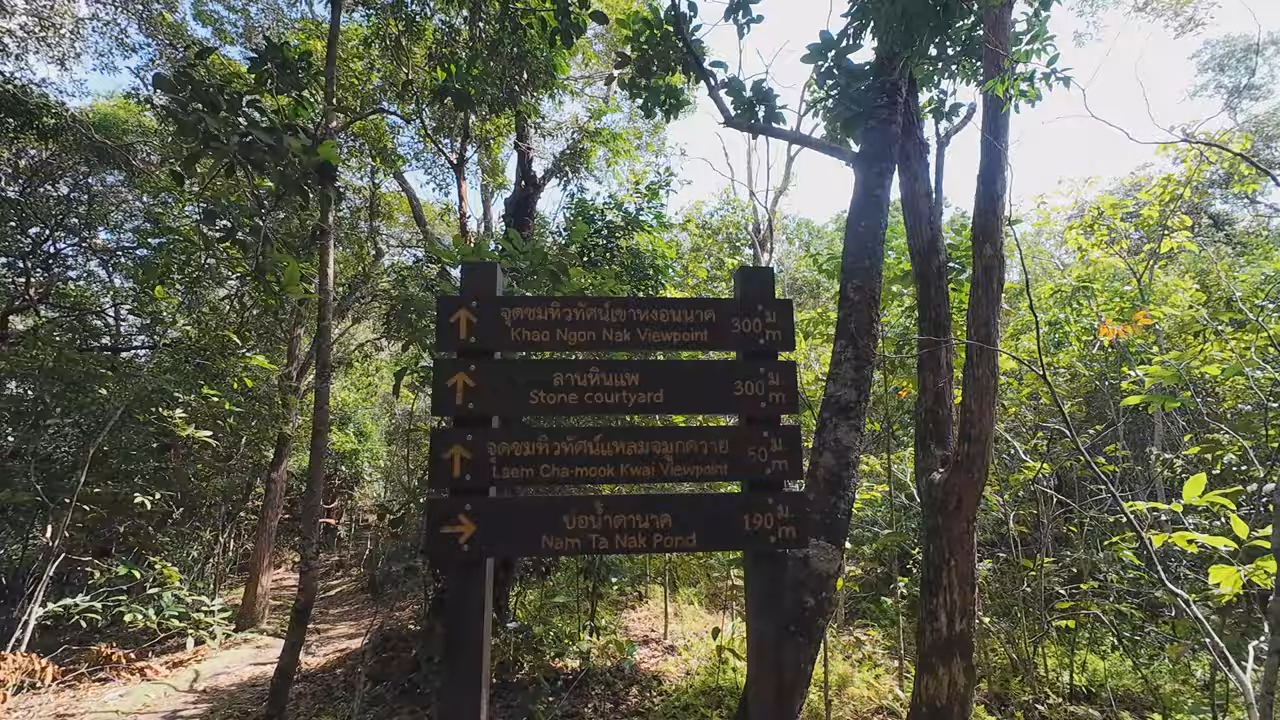 จุดชมทิวทัศน์เขาหงอนนาค 300 ม
Khao Ngon Nak Viewpoint m
ลานหินแพ 300 ม
Stone courtyard m
จุดชมทิวทัศน์แหลมจมูกควาย 50 ม
Laem Cha-mook Kwai Viewpoint m
บ่อน้ำตานาค 190 ม
Nam Ta Nak Pond m